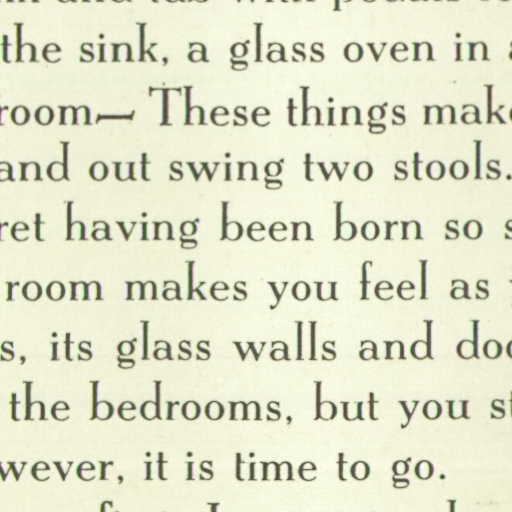 the sink, a glass oven in
room— These things make
and out swing two stools.
ret having been born so
room makes you feel as
s, its glass walls and doo
the bedrooms, but you st
wever, it is time to go.